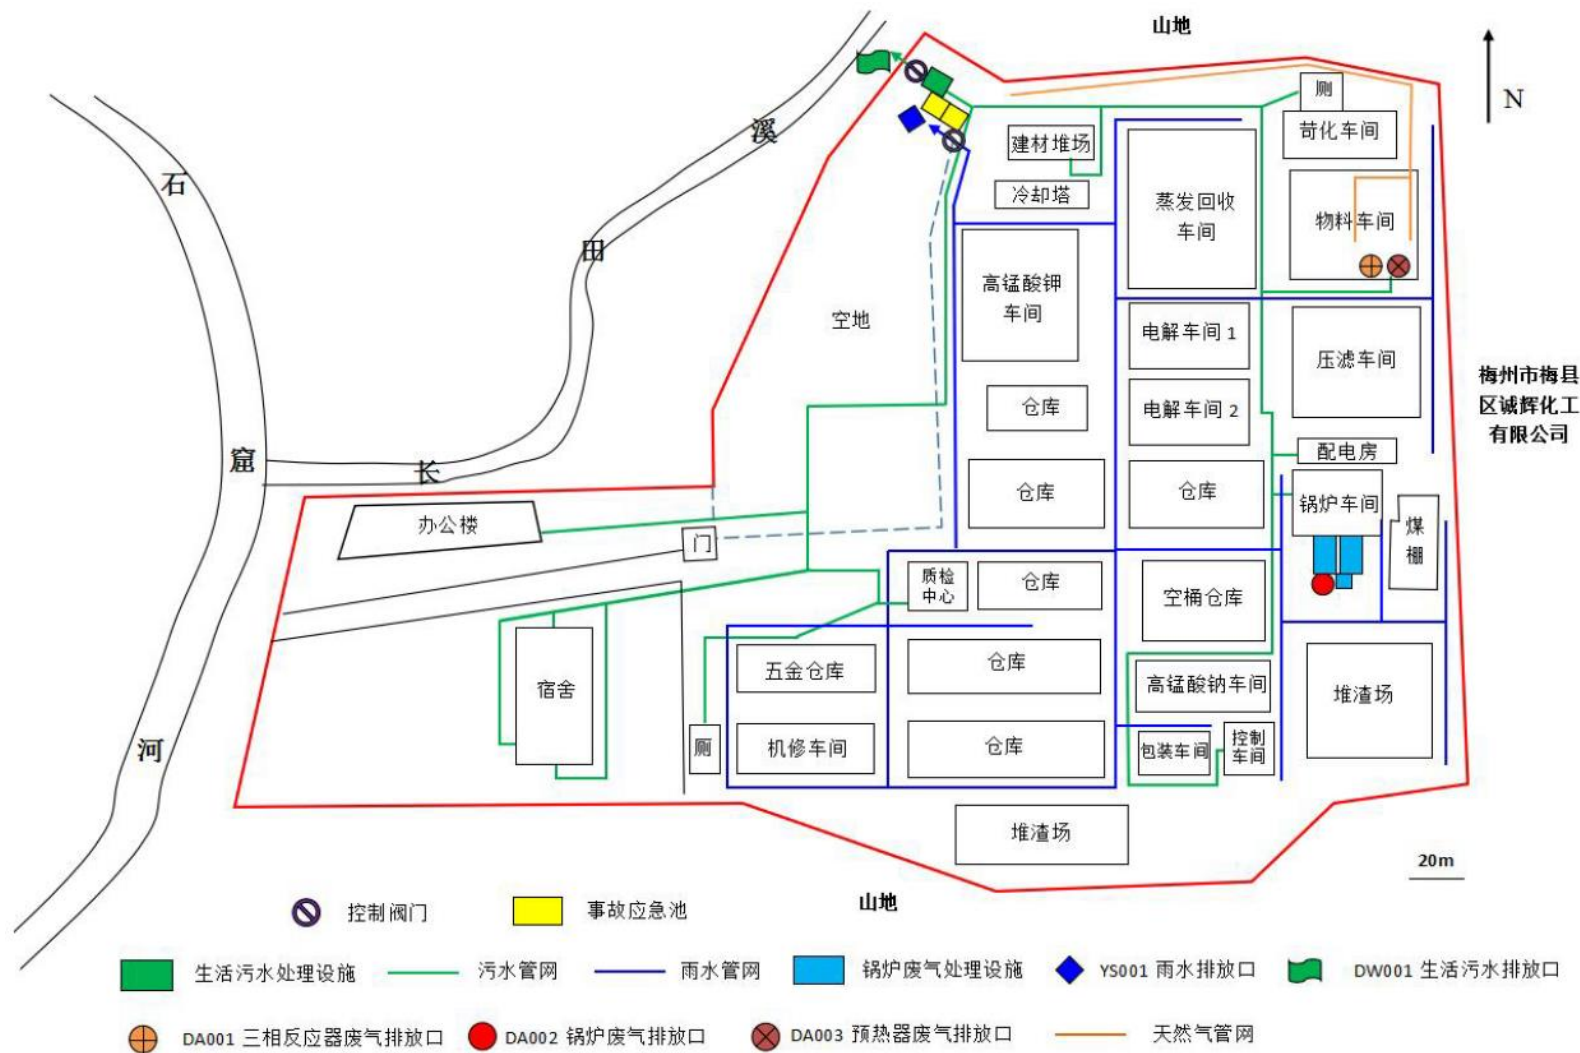 山地
N
厕
苛化车间
溪
建材堆场
石
冷却塔
蒸发回收
车间
物料车间
田
高锰酸钾
车间
空地
电解车间 1
压滤车间
梅州市梅县
区诚辉化工
有限公司
仓库
电解车间 2
窟
长
配电房
仓库
仓库
锅炉车间
办公楼
门
煤
棚
质检
中心
仓库
空桶仓库
五金仓库
仓库
宿舍
高锰酸钠车间
堆渣场
河
厕
机修车间
仓库
包装车间
控制
车间
堆渣场
20m
山地
控制阀门
事故应急池
生活污水处理设施
污水管网
雨水管网
锅炉废气处理设施
YS001 雨水排放口
DW001 生活污水排放口
DA001 三相反应器废气排放口
DA002 锅炉废气排放口
DA003 预热器废气排放口
天然气管网